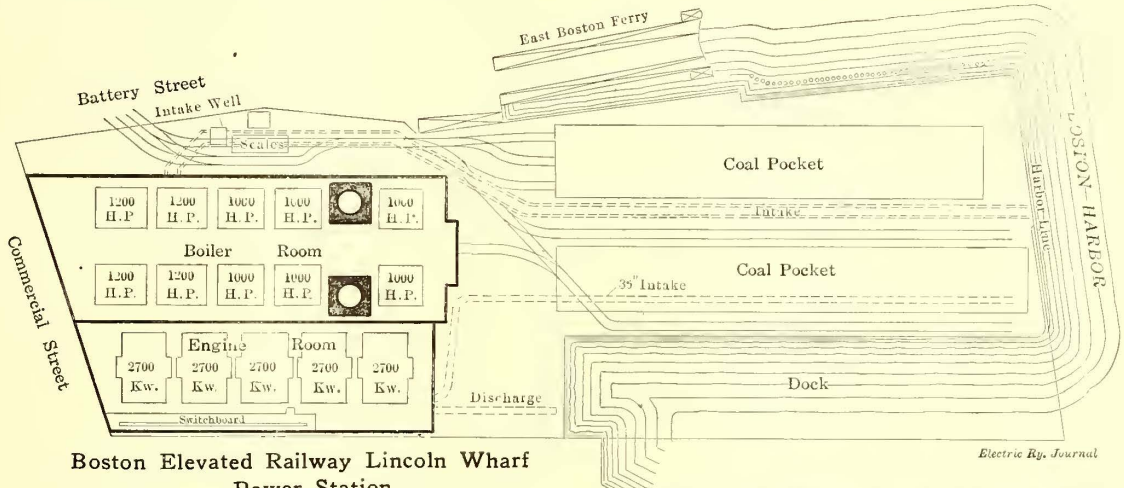 East Boston Ferry
Battery Street
Intake Well
Scales
Coal Pocket
BOSTON HARBOR
Harbor Line
1200 H.P.
1200 H.P.
1000 H.P.
1000 H.P.
1000 H.P.
Intake
Boiler Room
Commercial Street
Coal Pocket
1200 H.P.
1200 H.P.
1000 H.P.
1000 H.P.
1000 H.P.
35" Intake
Engine Room
2700 Kw.
2700 Kw.
2700 Kw.
2700 Kw.
2700 Kw.
Dock
Discharge
Switchboard
Boston Elevated Railway Lincoln Wharf
Power Station
Electric Ry. Journal